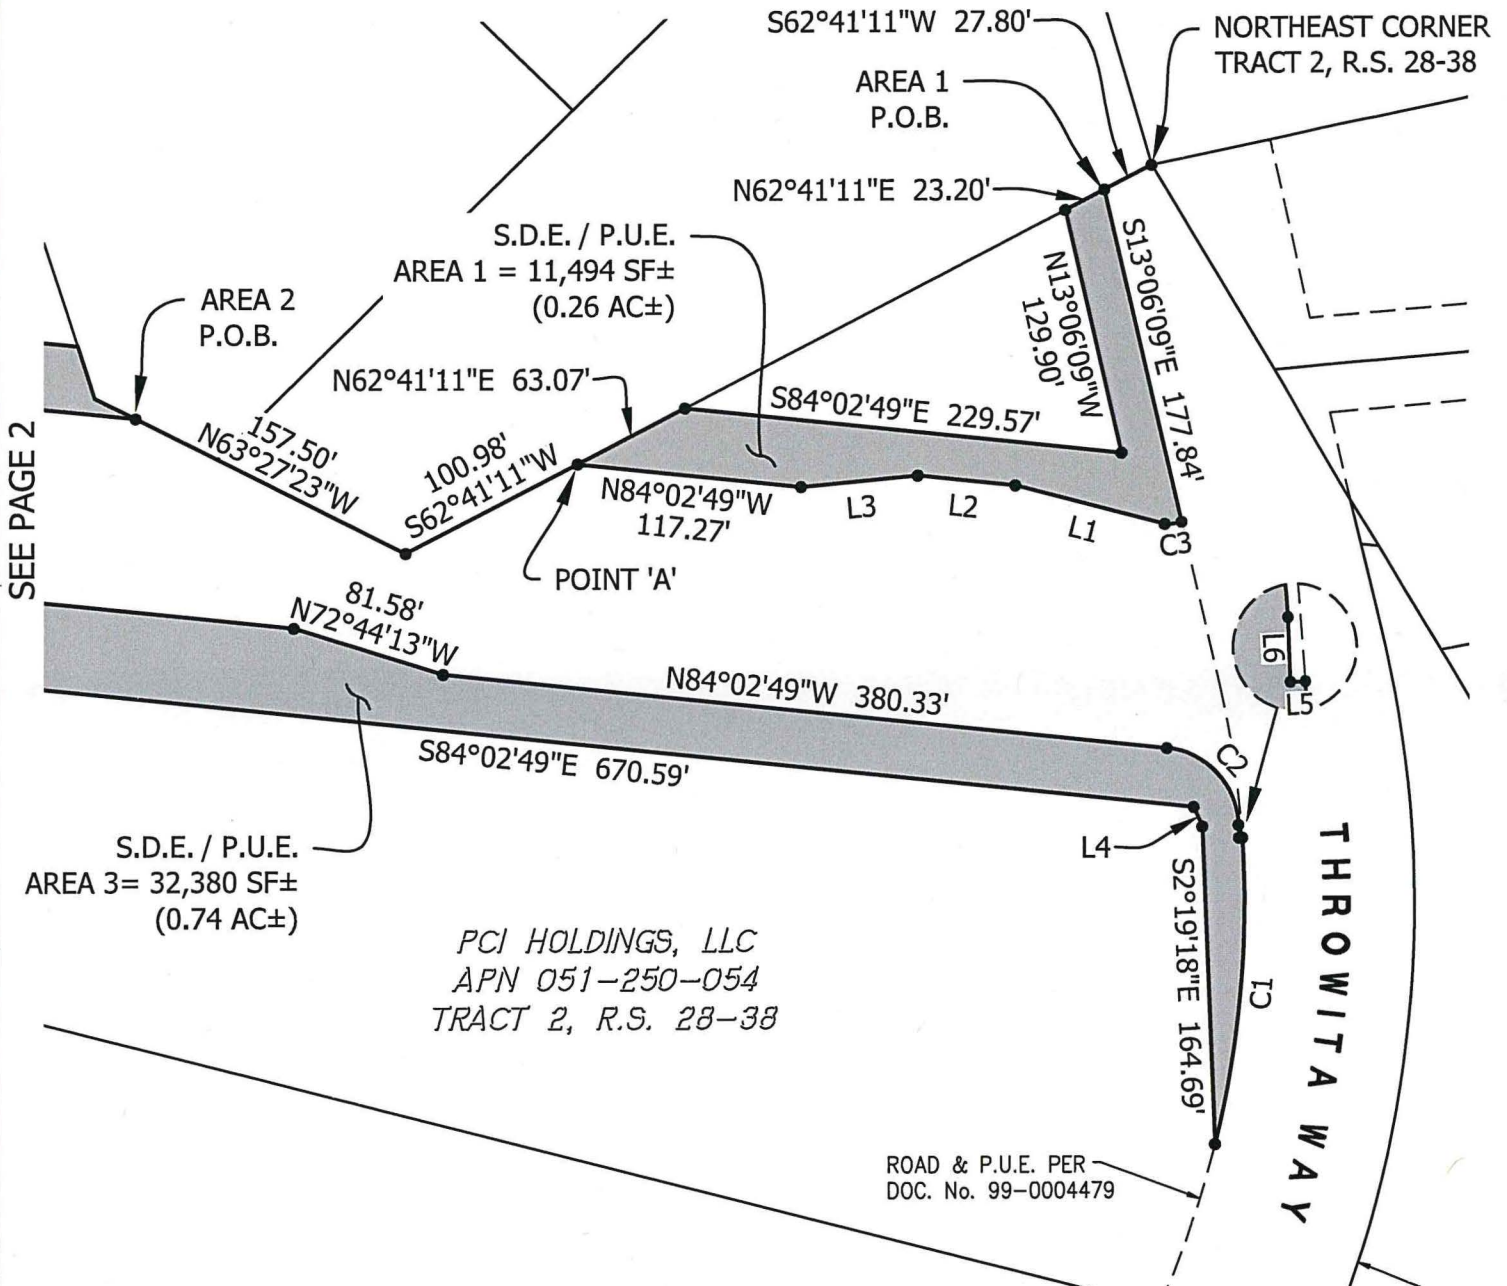 S62°41'11"W 27.80'
NORTHEAST CORNER
TRACT 2, R.S. 28-38
AREA 1
P.O.B.
N62°41'11"E 23.20'
S.D.E. / P.U.E.
AREA 1 = 11,494 SF±
(0.26 AC±)
S13°06'09"E 177.84'
N13°06'09"W
129.90'
AREA 2
P.O.B.
N62°41'11"E 63.07'
S84°02'49"E 229.57'
SEE PAGE 2
157.50'
N63°27'23"W
100.98'
S62°41'11"W
N84°02'49"W
117.27'
L3
L2
L1
C3
POINT 'A'
81.58'
N72°44'13"W
L6
L5
N84°02'49"W 380.33'
S84°02'49"E 670.59'
C2
L4
S.D.E. / P.U.E.
AREA 3= 32,380 SF±
(0.74 AC±)
S2°19'18"E 164.69'
C1
THROWITA WAY
PCI HOLDINGS, LLC
APN 051-250-054
TRACT 2, R.S. 28-38
ROAD & P.U.E. PER
DOC. No. 99-0004479